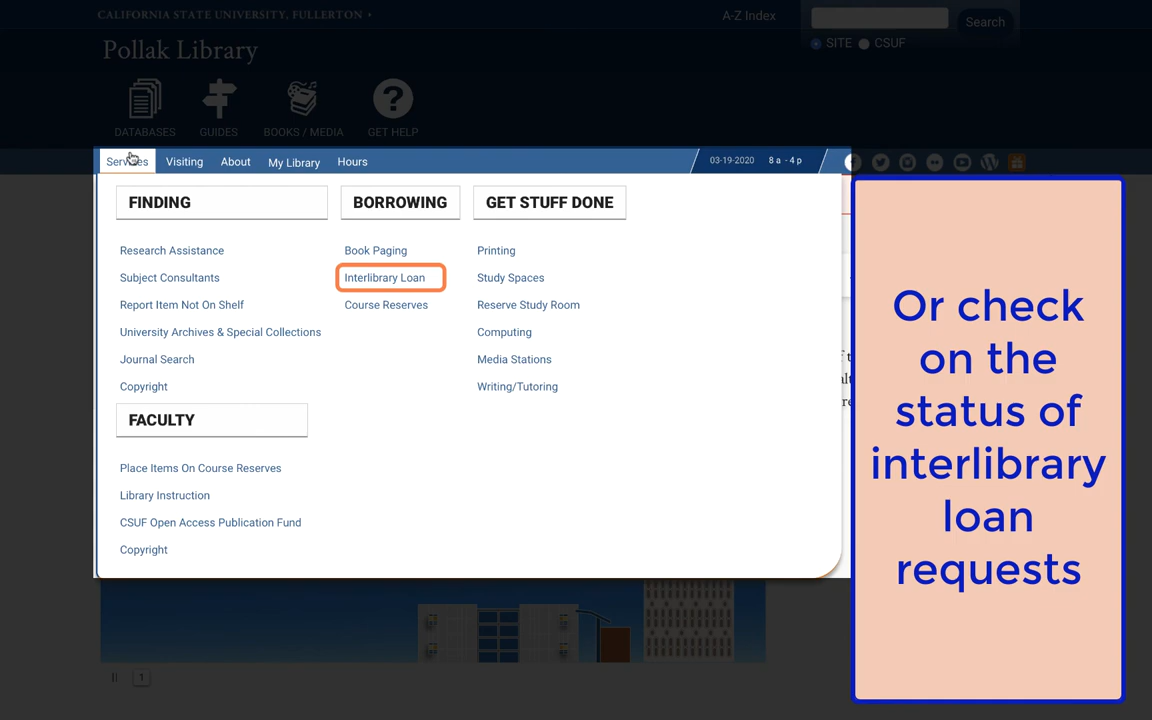 CALIFORNIA STATE UNIVERSITY, FULLERTON
A-Z Index
Search
Pollak Library
SITE CSUF
DATABASES GUIDES BOOKS / MEDIA GET HELP
Services Visiting About My Library Hours 03-19-2020 8 a - 4 p
FINDING
Research Assistance
Subject Consultants
Report Item Not On Shelf
University Archives & Special Collections
Journal Search
Copyright
BORROWING
Book Paging
Interlibrary Loan
Course Reserves
GET STUFF DONE
Printing
Study Spaces
Reserve Study Room
Computing
Media Stations
Writing/Tutoring
FACULTY
Place Items On Course Reserves
Library Instruction
CSUF Open Access Publication Fund
Copyright
Or check
on the
status of
interlibrary
loan
requests
1